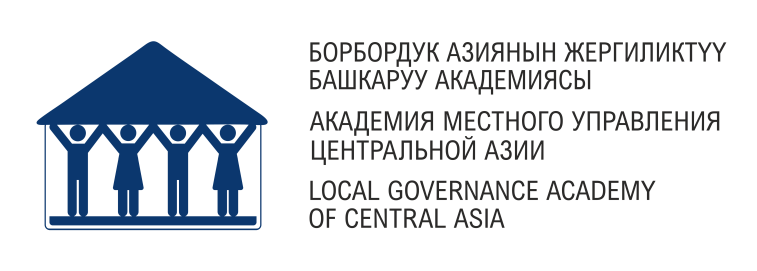 БОРБОРДУК АЗИЯНЫН ЖЕРГИЛИКТҮҮ
БАШКАРУУ АКАДЕМИЯСЫ
АКАДЕМИЯ МЕСТНОГО УПРАВЛЕНИЯ
ЦЕНТРАЛЬНОЙ АЗИИ
LOCAL GOVERNANCE ACADEMY
OF CENTRAL ASIA